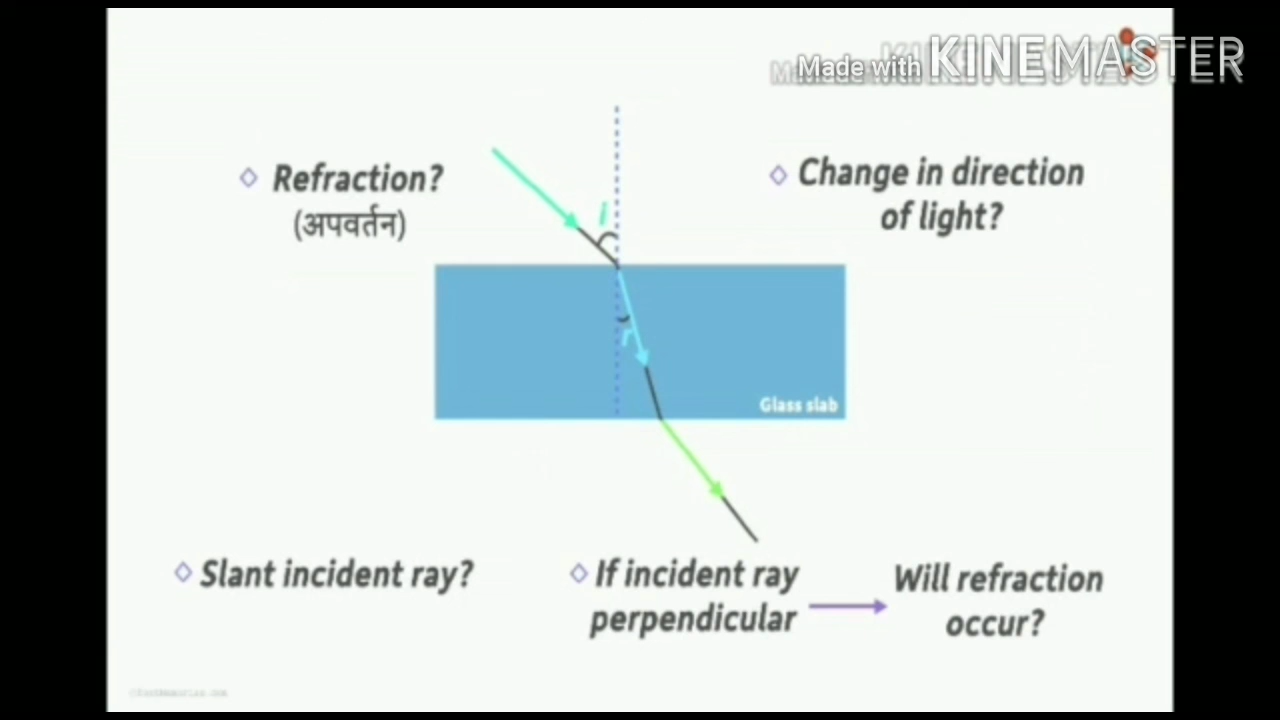 Made with KINEMASTER
Refraction?
(अपवर्तन)
Change in direction
of light?
i
r
Glass slab
Slant incident ray?
If incident ray
perpendicular
Will refraction
occur?